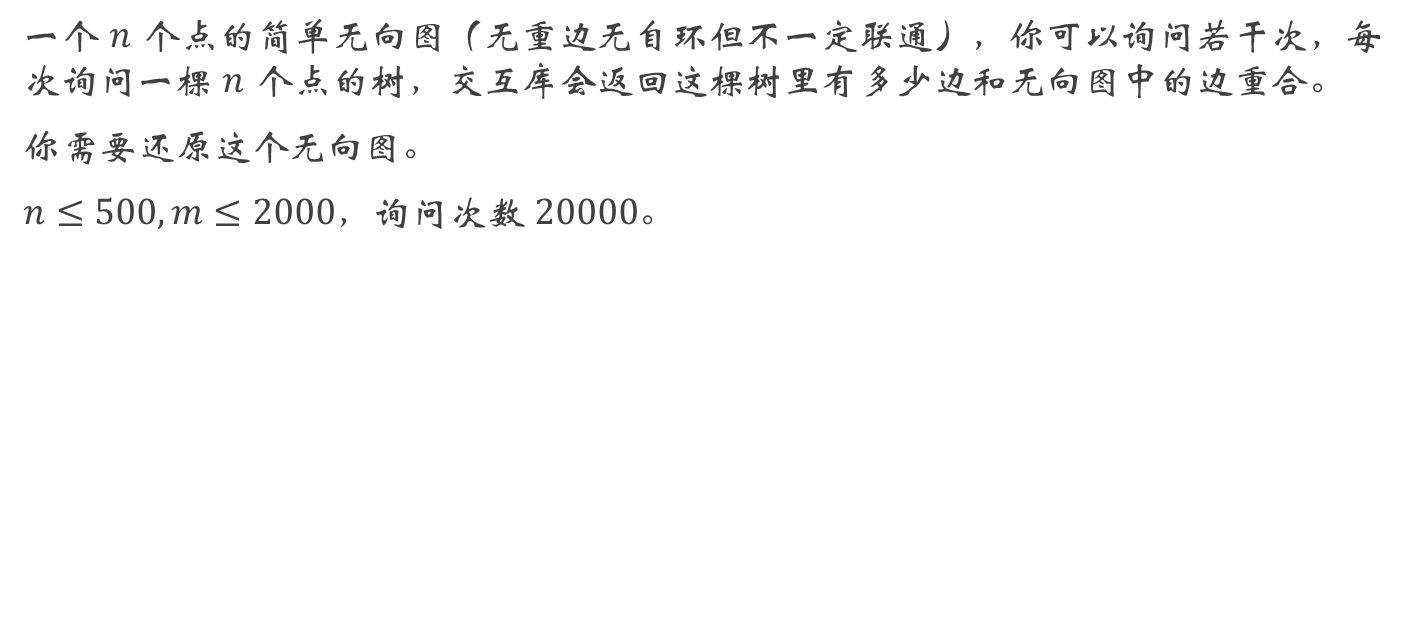 一个 n 个点的简单无向图（无重边无自环但不一定联通），你可以询问若干次，每
次询问一棵 n 个点的树，交互库会返回这棵树里有多少边和无向图中的边重合。
你需要还原这个无向图。
n ≤ 500, m ≤ 2000，询问次数 20000。